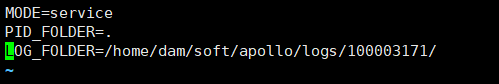 MODE=service
PID_FOLDER=.
LOG_FOLDER=/home/dam/soft/apollo/logs/100003171/
~